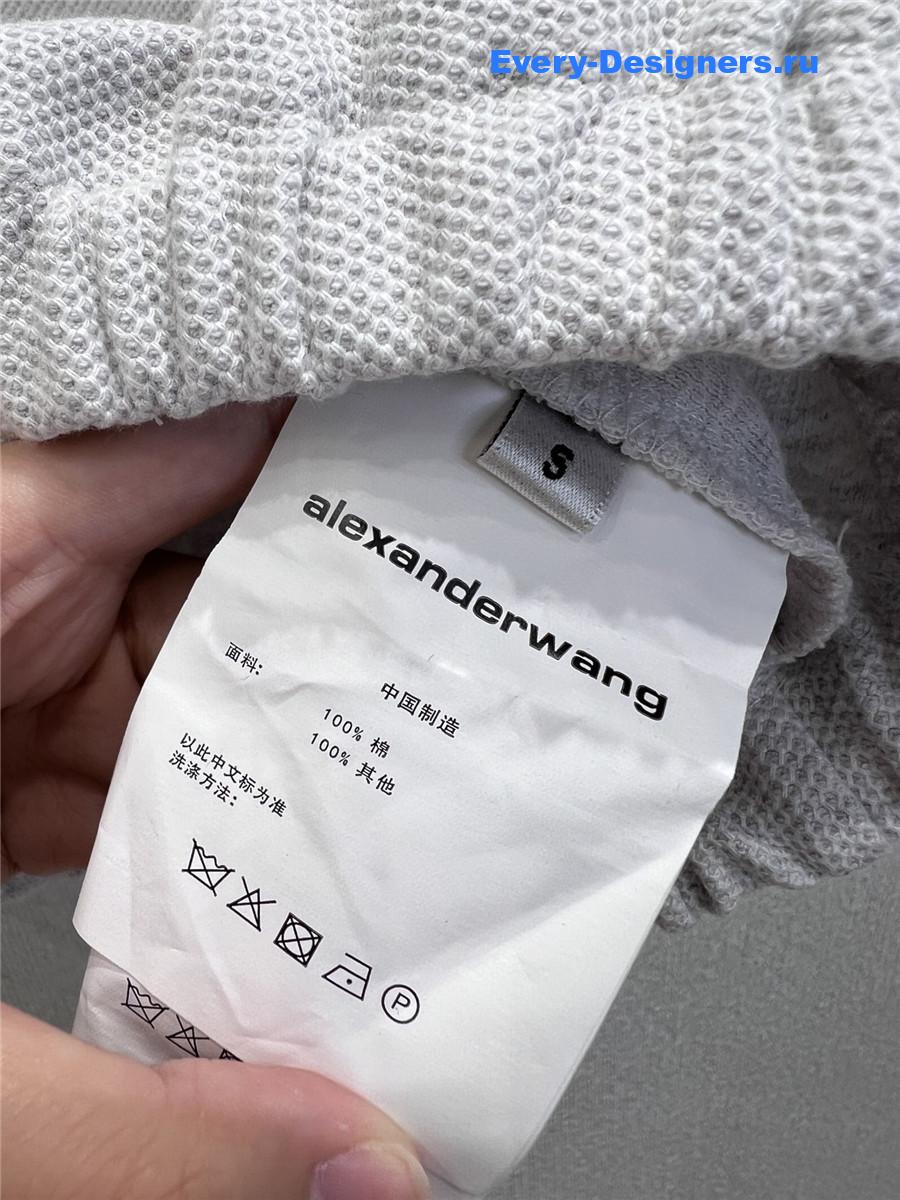 Every-Designers.ru
S
alexanderwang
面料:
中国制造
100% 棉
100% 其他
以此中文标为准
洗涤方法:
P